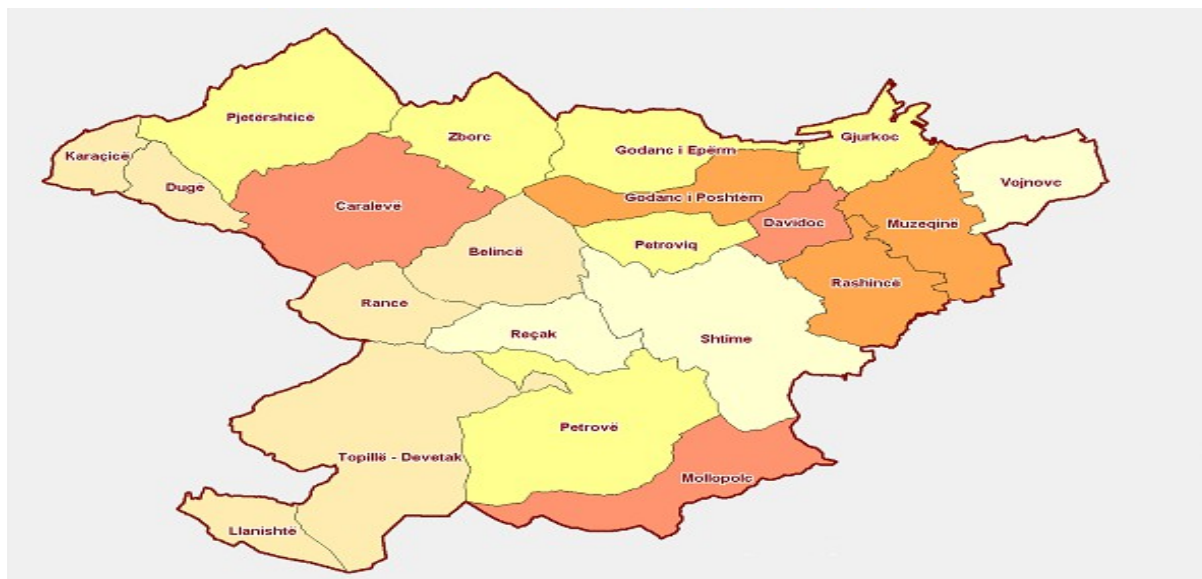 Pjetërshticë
Zborc
Gjurkoc
Karaçicë
Godanc i Epërm
Dugë
Vojnovc
Caralevë
Godanc i Poshtëm
Davidoc
Muzeqinë
Belincë
Petroviq
Rashincë
Rance
Reçak
Shtime
Petrovë
Topillë - Devetak
Mollopolc
Llanishtë